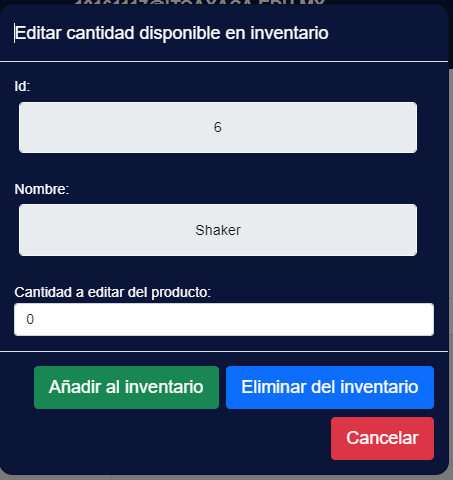 Editar cantidad disponible en inventario
Id:
6
Nombre:
Shaker
Cantidad a editar del producto:
0
Añadir al inventario
Eliminar del inventario
Cancelar